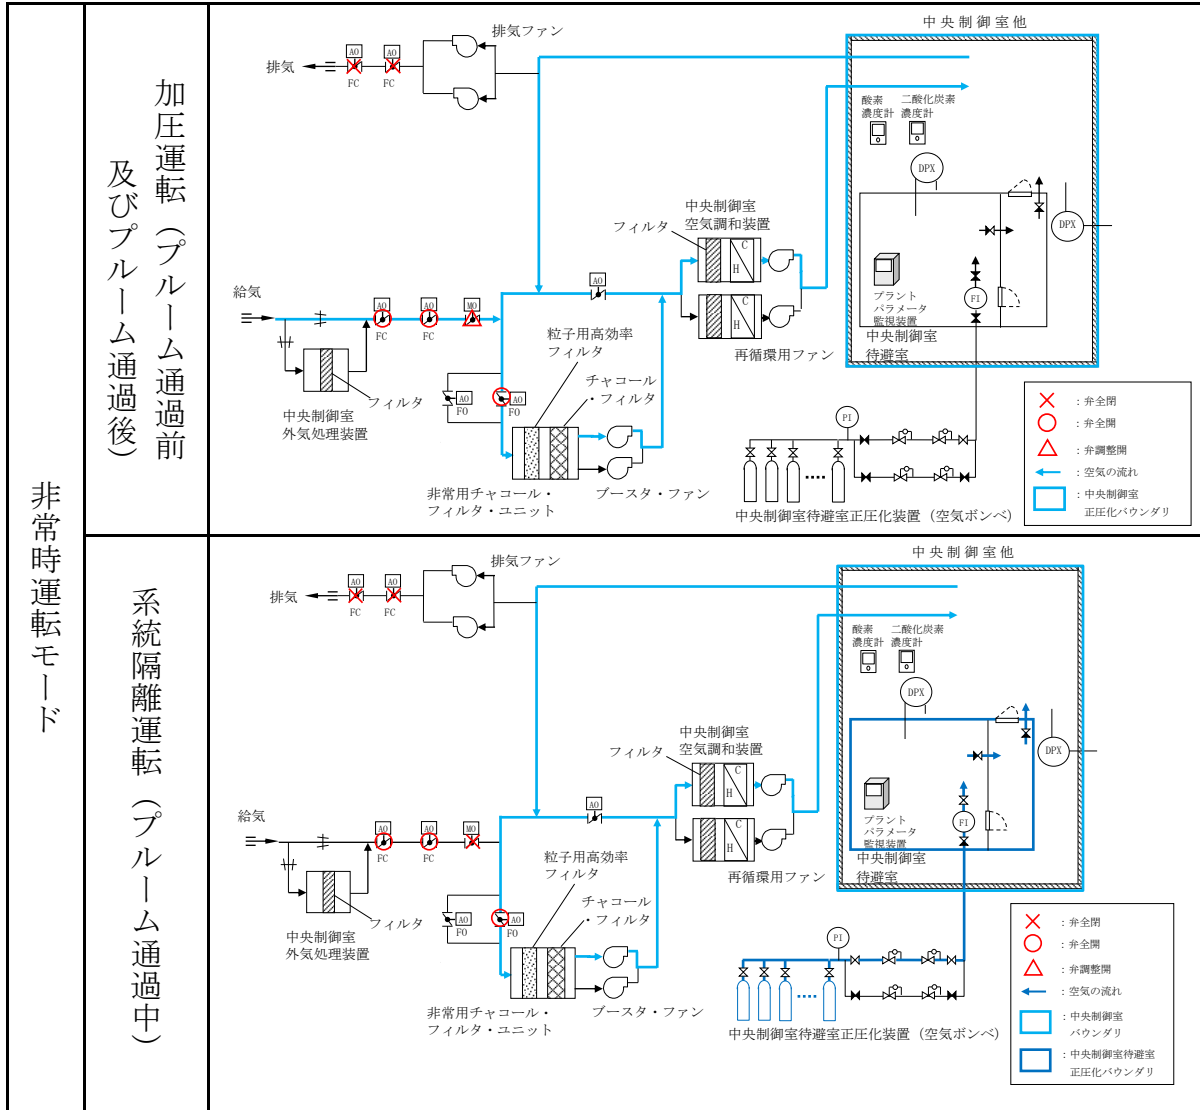 非常時運転モード
加圧運転（プルーム通過前
及びプルーム通過後）
中央制御室他
排気ファン
AO
AO
排気
FC
FC
酸素
濃度計
二酸化炭素
濃度計
DPX
DPX
中央制御室
空気調和装置
フィルタ
C
H
C
H
AO
給気
AO
AO
MO
FC
FC
プラント
パラメータ
監視装置
FI
中央制御室
待避室
再循環用ファン
粒子用高効率
フィルタ
チャコール
・フィルタ
フィルタ
中央制御室
外気処理装置
AO
FO
AO
FO
PI
非常用チャコール・
フィルタ・ユニット
ブースタ・ファン
中央制御室待避室正圧化装置（空気ボンベ）
：弁全閉
：弁全開
：弁調整開
：空気の流れ
：中央制御室
正圧化バウンダリ
系統隔離運転（プルーム通過中）
中央制御室他
排気ファン
AO
AO
排気
FC
FC
酸素
濃度計
二酸化炭素
濃度計
DPX
DPX
中央制御室
空気調和装置
フィルタ
C
H
C
H
AO
給気
AO
AO
MO
FC
FC
プラント
パラメータ
監視装置
FI
中央制御室
待避室
再循環用ファン
粒子用高効率
フィルタ
チャコール
・フィルタ
フィルタ
中央制御室
外気処理装置
AO
FO
AO
FO
PI
非常用チャコール・
フィルタ・ユニット
ブースタ・ファン
中央制御室待避室正圧化装置（空気ボンベ）
：弁全閉
：弁全開
：弁調整開
：空気の流れ
：中央制御室
バウンダリ
：中央制御室待避室
正圧化バウンダリ